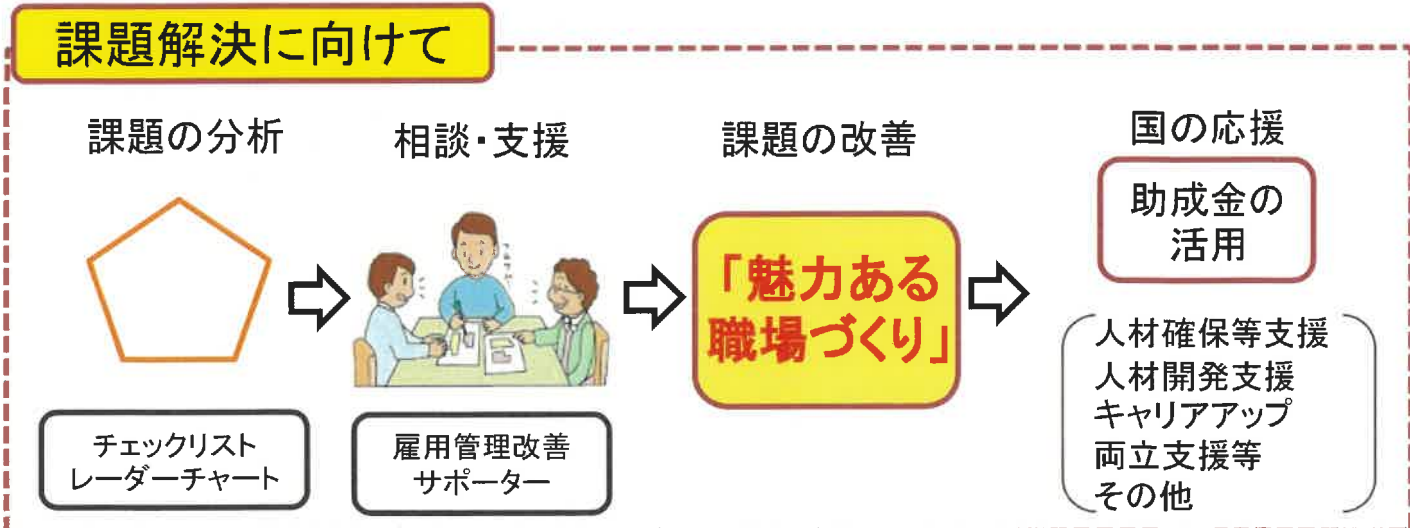 課題解決に向けて
課題の分析
チェックリスト
レーダーチャート
相談・支援
雇用管理改善
サポーター
課題の改善
「魅力ある
職場づくり」
国の応援
助成金の
活用
人材確保等支援
人材開発支援
キャリアアップ
両立支援等
その他